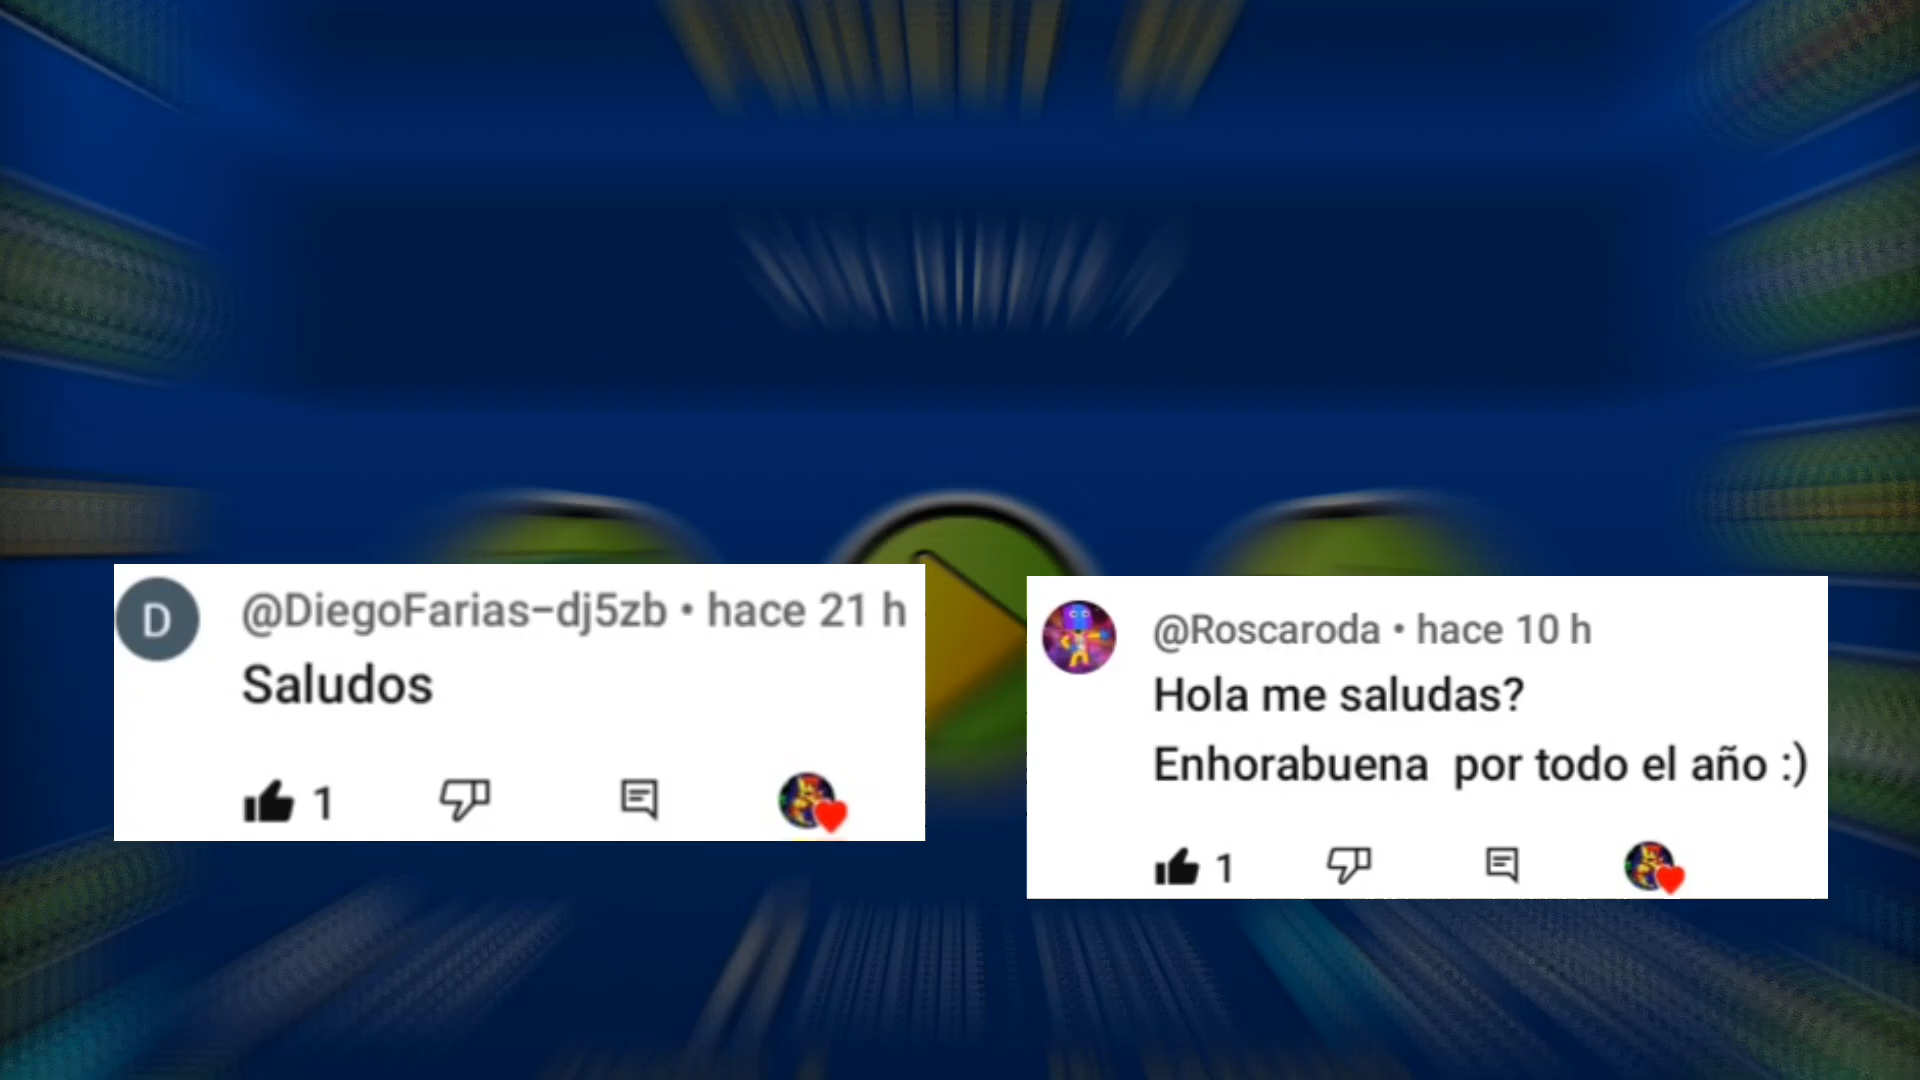 D
@DiegoFarias-dj5zb • hace 21 h
Saludos
1
@Roscaroda • hace 10 h
Hola me saludas?
Enhorabuena por todo el año :)
1